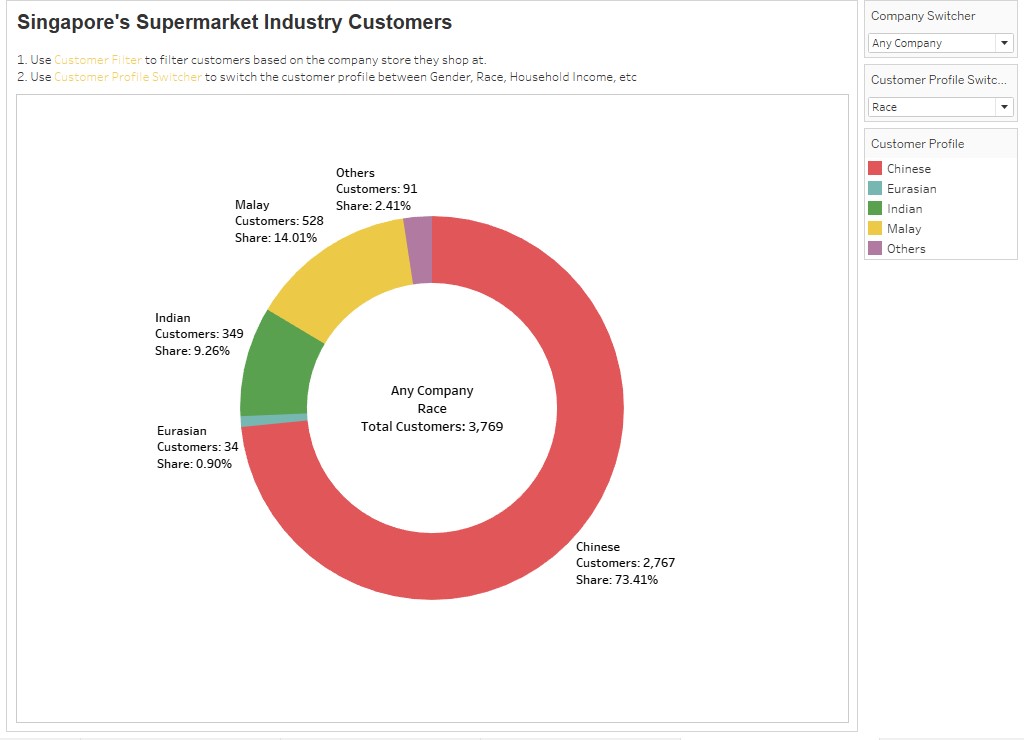 Singapore's Supermarket Industry Customers
1. Use Customer Filter to filter customers based on the company store they shop at.
2. Use Customer Profile Switcher to switch the customer profile between Gender, Race, Household Income, etc
Company Switcher
Any Company
Customer Profile Switc...
Race
Customer Profile
Chinese
Eurasian
Indian
Malay
Others
Others
Customers: 91
Share: 2.41%
Malay
Customers: 528
Share: 14.01%
Indian
Customers: 349
Share: 9.26%
Eurasian
Customers: 34
Share: 0.90%
Any Company
Race
Total Customers: 3,769
Chinese
Customers: 2,767
Share: 73.41%